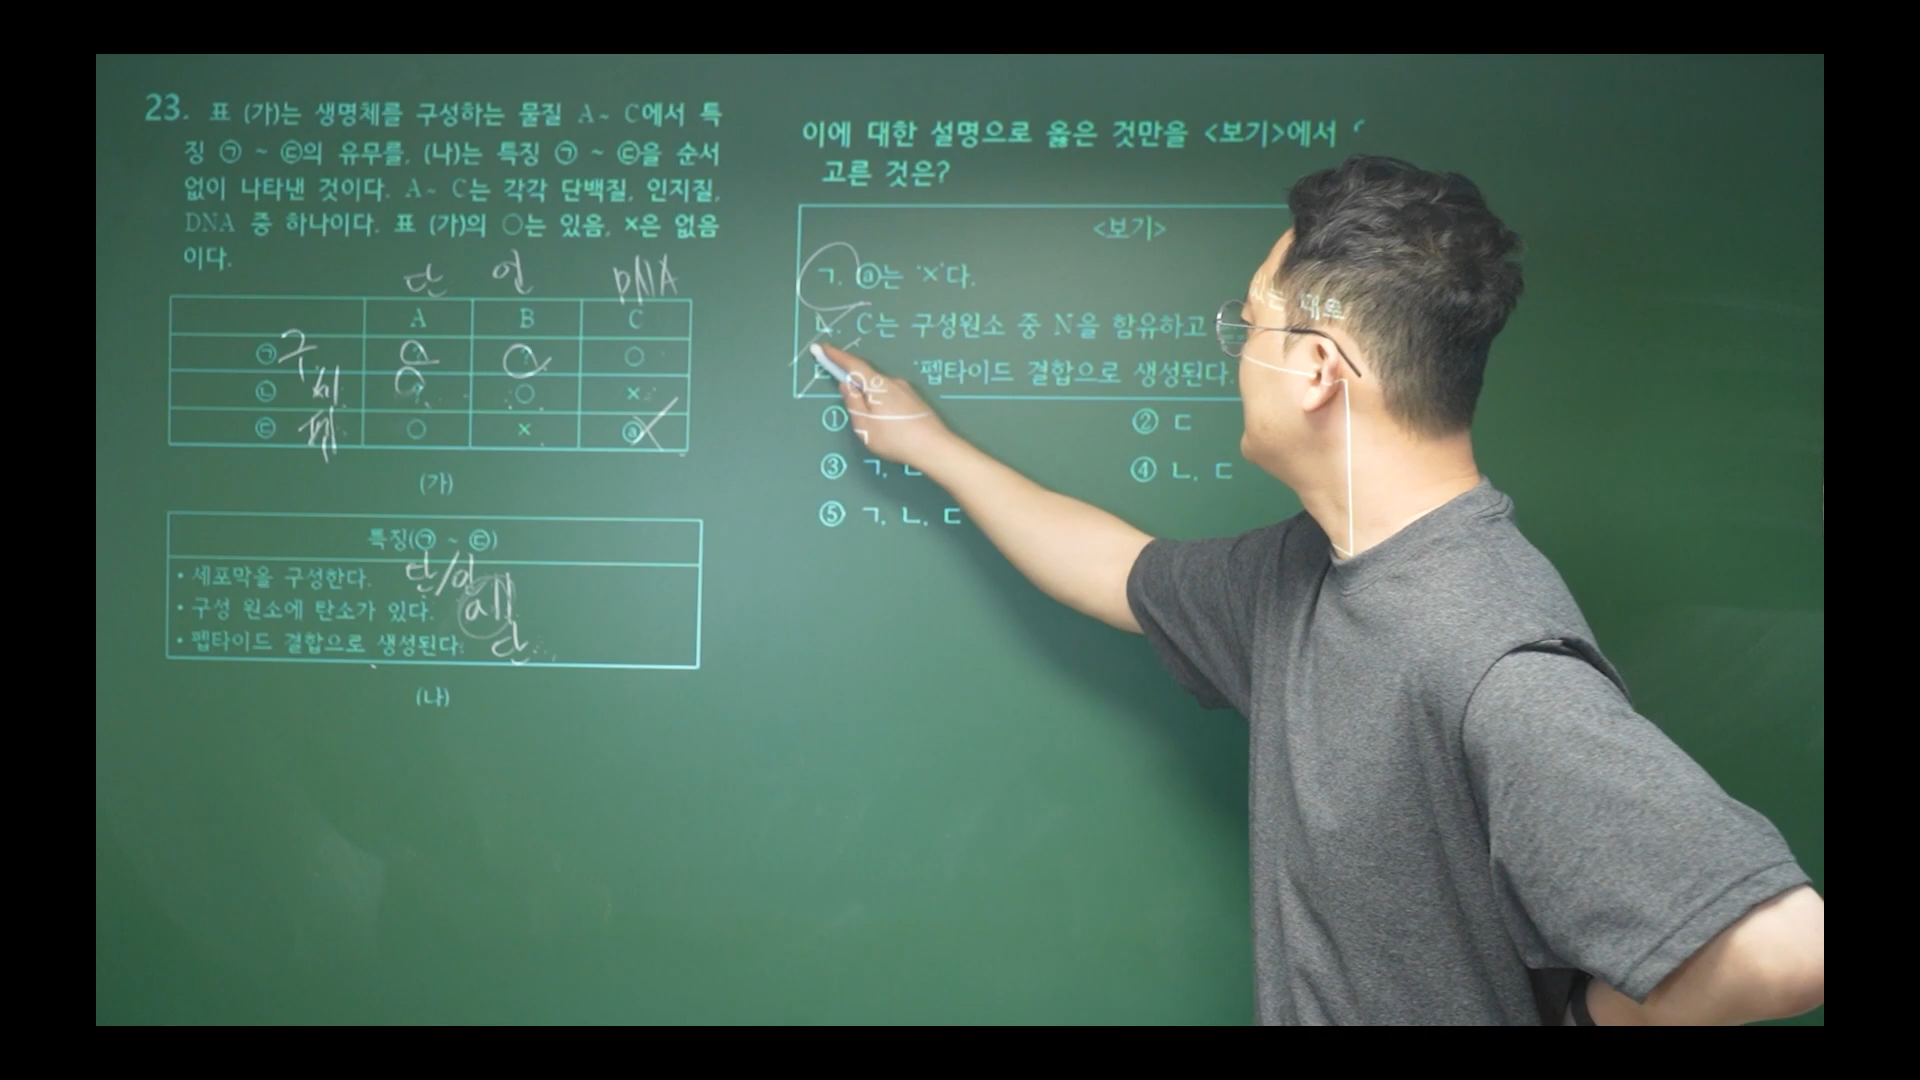 23. 표 (가)는 생명체를 구성하는 물질 A~ C에서 특
징 ㉠ ~ ㉢의 유무를, (나)는 특징 ㉠ ~ ㉢을 순서
없이 나타낸 것이다. A~ C는 각각 단백질, 인지질,
DNA 중 하나이다. 표 (가)의 ○는 있음, ×은 없음
이다.
단 인 DNA
A B C
㉠ 구 ○ ○ ○
㉡ 세 ○ ○ ×
㉢ 펩 ○ × ⓐ ×
(가)
특징(㉠ ~ ㉢)
• 세포막을 구성한다. 단/인
• 구성 원소에 탄소가 있다.
• 펩타이드 결합으로 생성된다. 단
(나)
이에 대한 설명으로 옳은 것만을 <보기>에서
있는 대로
고른 것은?
<보기>
ㄱ. ⓐ는 '×'다.
ㄴ. C는 구성원소 중 N을 함유하고
ㄷ. 은 '펩타이드 결합으로 생성된다.
① ㄱ ② ㄷ
③ ㄱ, ㄴ ④ ㄴ, ㄷ
⑤ ㄱ, ㄴ, ㄷ